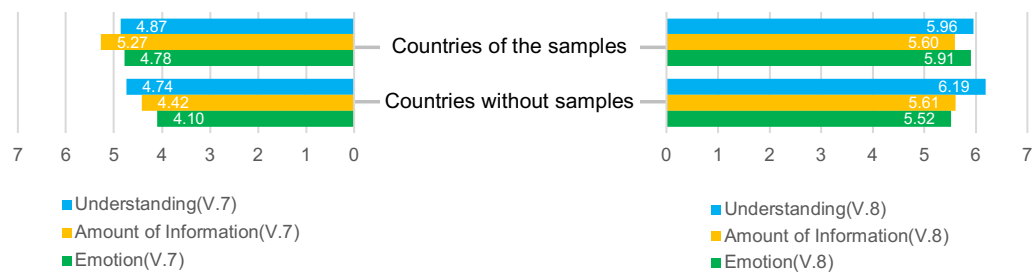 4.87
5.27
4.78
Countries of the samples
5.96
5.60
5.91
4.74
4.42
4.10
Countries without samples
6.19
5.61
5.52
7 6 5 4 3 2 1 0
0 1 2 3 4 5 6 7
Understanding(V.7)
Amount of Information(V.7)
Emotion(V.7)
Understanding(V.8)
Amount of Information(V.8)
Emotion(V.8)